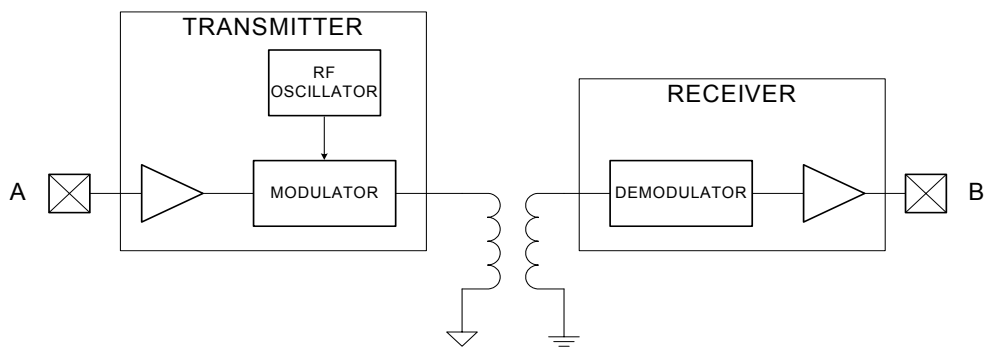 TRANSMITTER
RF
OSCILLATOR
RECEIVER
A
MODULATOR
DEMODULATOR
B